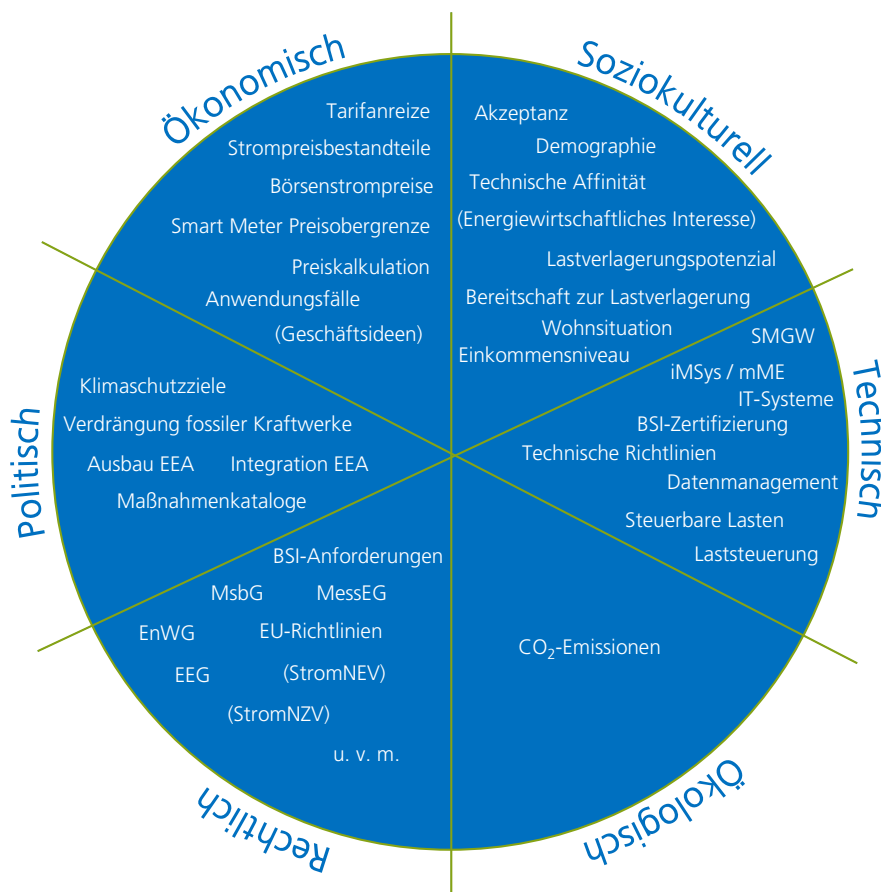 Ökonomisch
Tarifanreize
Strompreisbestandteile
Börsenstrompreise
Smart Meter Preisobergrenze
Preiskalkulation
Anwendungsfälle
(Geschäftsideen)
Soziokulturell
Akzeptanz
Demographie
Technische Affinität
(Energiewirtschaftliches Interesse)
Lastverlagerungspotenzial
Bereitschaft zur Lastverlagerung
Wohnsituation
Einkommensniveau
Technisch
SMGW
iMSys / mME
IT-Systeme
BSI-Zertifizierung
Technische Richtlinien
Datenmanagement
Steuerbare Lasten
Laststeuerung
Ökologisch
CO₂-Emissionen
Rechtlich
BSI-Anforderungen
MsbG MessEG
EnWG EU-Richtlinien
EEG (StromNEV)
(StromNZV)
u. v. m.
Politisch
Klimaschutzziele
Verdrängung fossiler Kraftwerke
Ausbau EEA Integration EEA
Maßnahmenkataloge